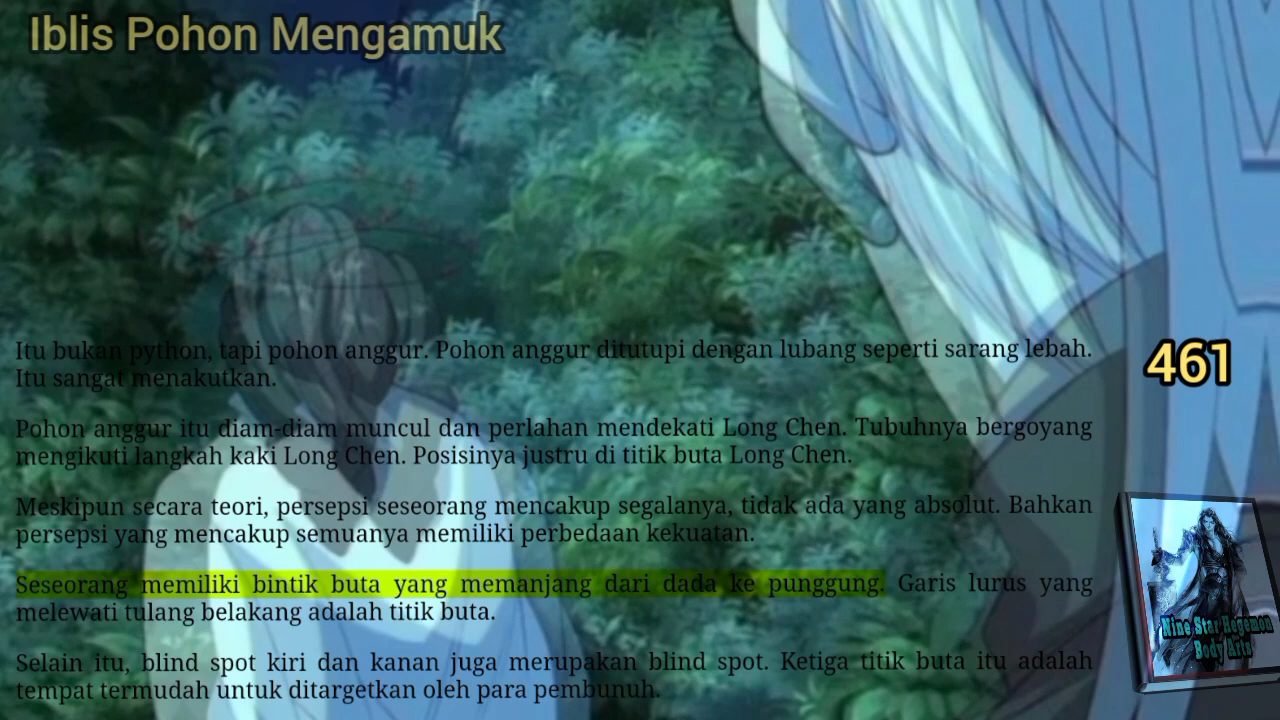 Iblis Pohon Mengamuk
Itu bukan python, tapi pohon anggur. Pohon anggur ditutupi dengan lubang seperti sarang lebah.
Itu sangat menakutkan.
461
Pohon anggur itu diam-diam muncul dan perlahan mendekati Long Chen. Tubuhnya bergoyang
mengikuti langkah kaki Long Chen. Posisinya justru di titik buta Long Chen.
Meskipun secara teori, persepsi seseorang mencakup segalanya, tidak ada yang absolut. Bahkan
persepsi yang mencakup semuanya memiliki perbedaan kekuatan.
Seseorang memiliki bintik buta yang memanjang dari dada ke punggung. Garis lurus yang
melewati tulang belakang adalah titik buta.
Nine Star Hegemon
Body Arts
Selain itu, blind spot kiri dan kanan juga merupakan blind spot. Ketiga titik buta itu adalah
tempat termudah untuk ditargetkan oleh para pembunuh.